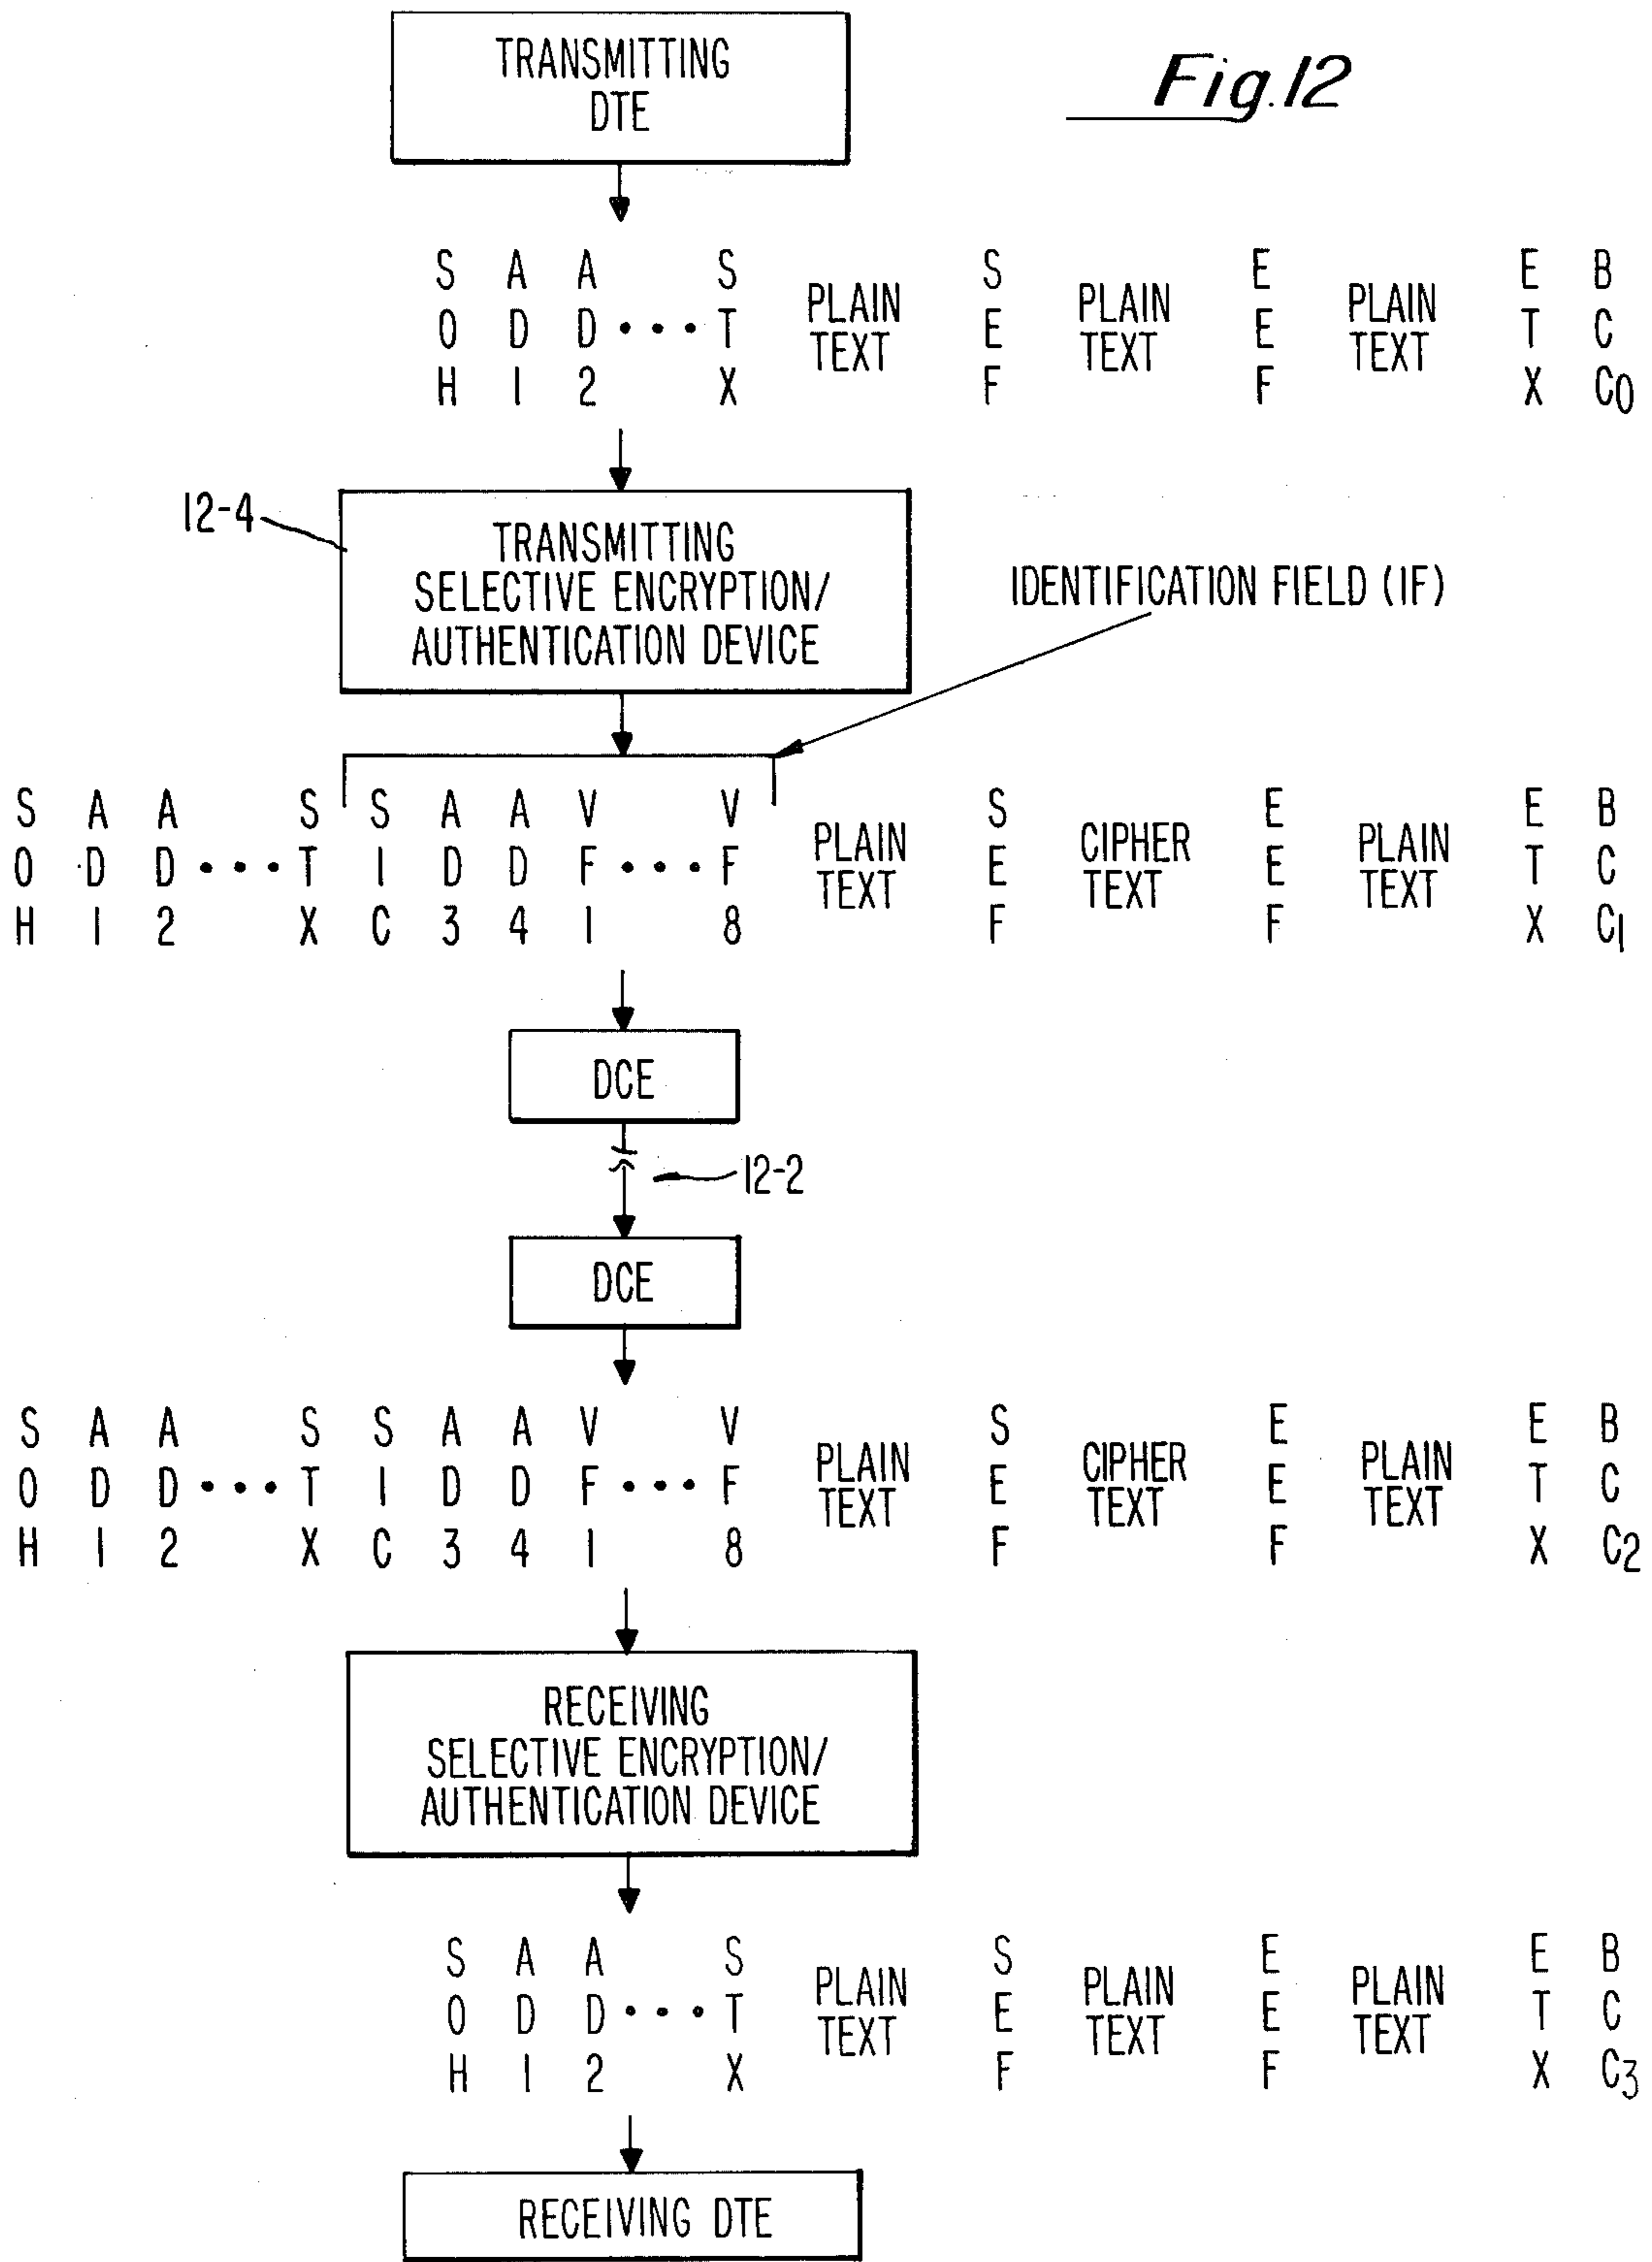 TRANSMITTING
DTE
Fig.12
S A A S S E E B
O D D • • • T PLAIN TEXT E PLAIN TEXT E PLAIN TEXT T C
H 1 2 X F F X C0
12-4
TRANSMITTING
SELECTIVE ENCRYPTION/
AUTHENTICATION DEVICE
IDENTIFICATION FIELD (IF)
S A A S S A A V V S E E B
O D D • • • T I D D F • • • F PLAIN TEXT E CIPHER TEXT E PLAIN TEXT T C
H 1 2 X C 3 4 1 8 F F X C1
DCE
12-2
DCE
S A A S S A A V V S E E B
O D D • • • T I D D F • • • F PLAIN TEXT E CIPHER TEXT E PLAIN TEXT T C
H 1 2 X C 3 4 1 8 F F X C2
RECEIVING
SELECTIVE ENCRYPTION/
AUTHENTICATION DEVICE
S A A S S E E B
O D D • • • T PLAIN TEXT E PLAIN TEXT E PLAIN TEXT T C
H 1 2 X F F X C3
RECEIVING DTE